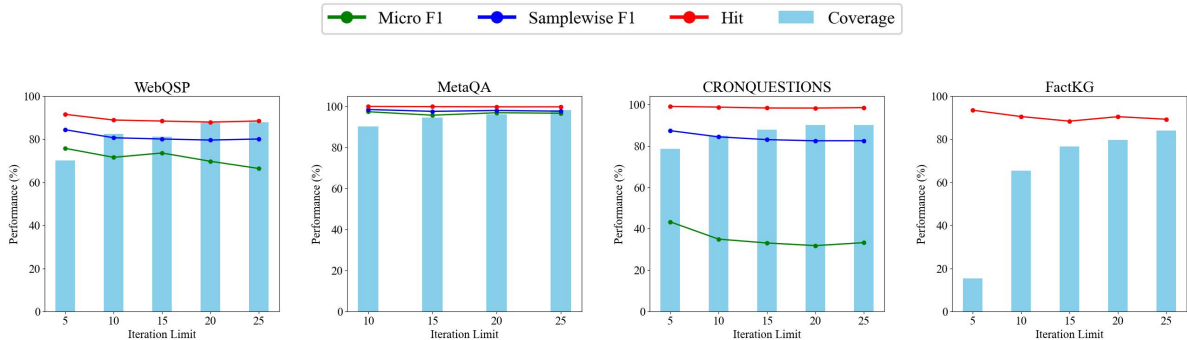 Micro F1 Samplewise F1 Hit Coverage
WebQSP
Performance (%)
100
80
60
40
20
0
5 10 15 20 25
Iteration Limit
MetaQA
Performance (%)
100
80
60
40
20
0
10 15 20 25
Iteration Limit
CRONQUESTIONS
Performance (%)
100
80
60
40
20
0
5 10 15 20 25
Iteration Limit
FactKG
Performance (%)
100
80
60
40
20
0
5 10 15 20 25
Iteration Limit